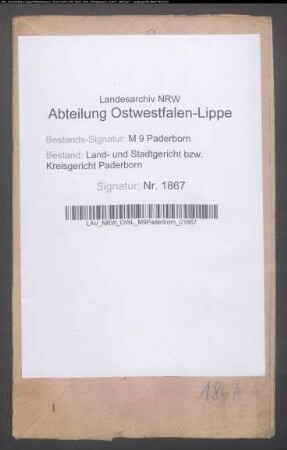 Landesarchiv NRW
Abteilung Ostwestfalen-Lippe
Bestands-Signatur: M 9 Paderborn
Bestand: Land- und Stadtgericht bzw.
Kreisgericht Paderborn
Signatur: Nr. 1867
LAV_NRW_OWL_M9Paderborn_01867